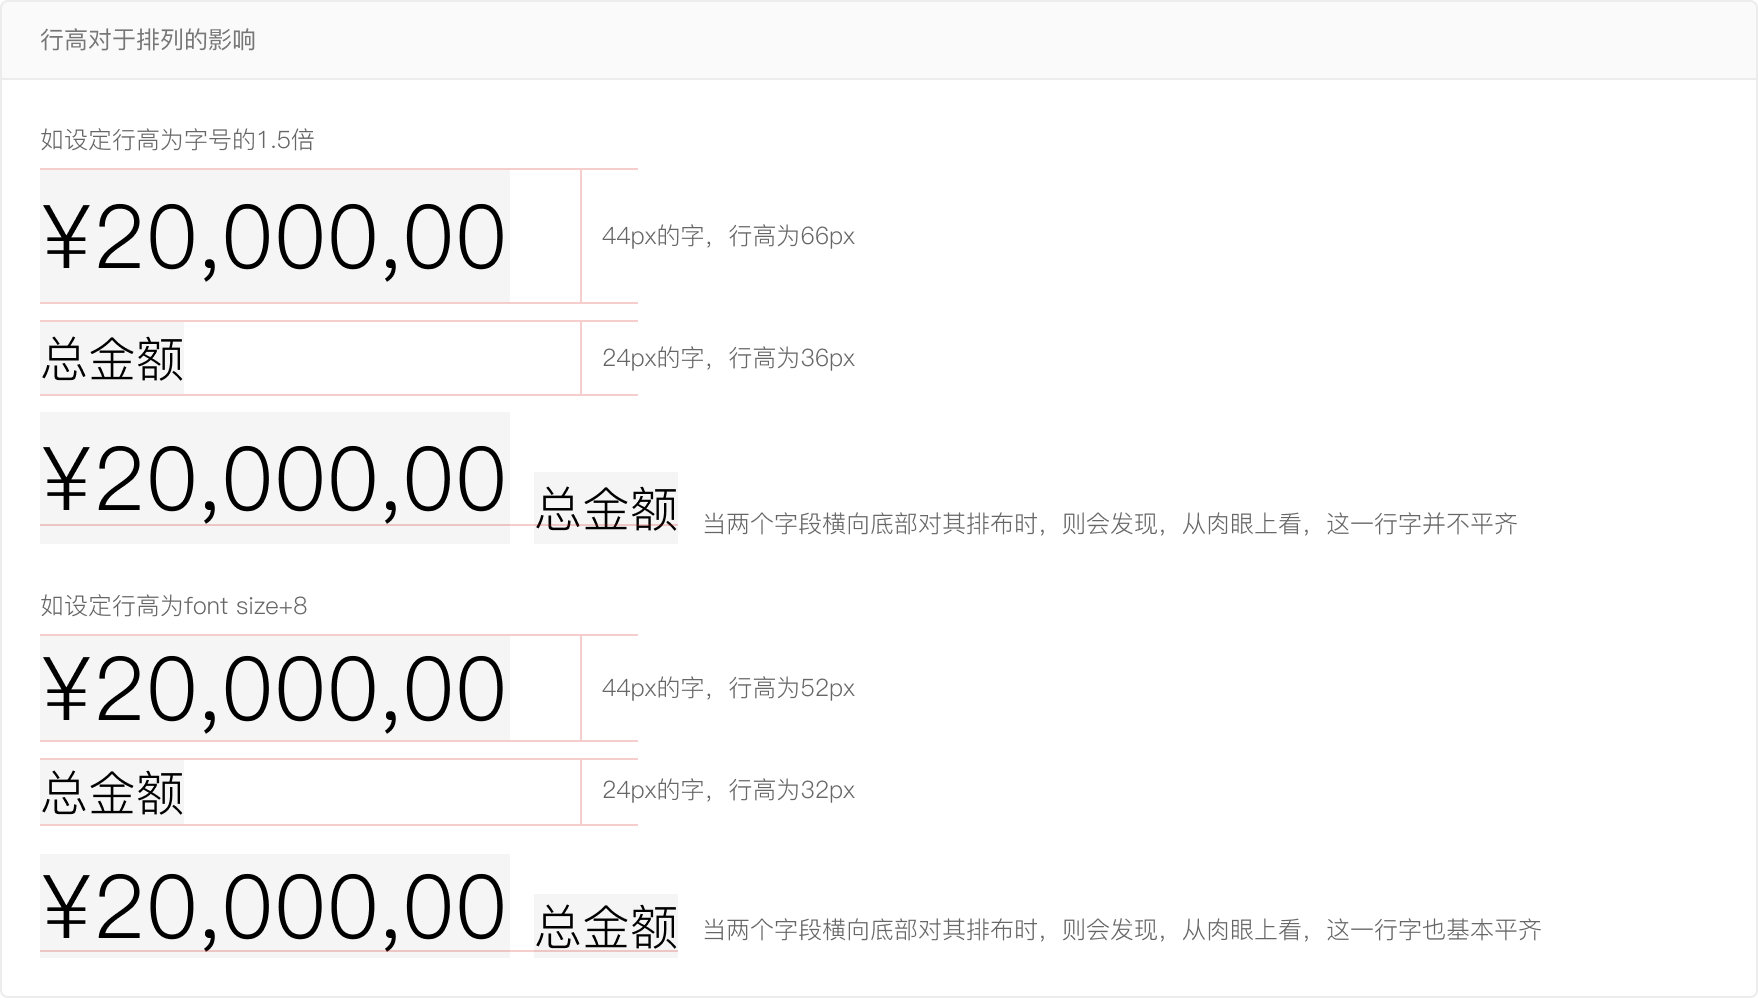 行高对于排列的影响
如设定行高为字号的1.5倍
¥20,000,00
44px的字，行高为66px
总金额
24px的字，行高为36px
¥20,000,00 总金额 当两个字段横向底部对其排布时，则会发现，从肉眼上看，这一行字并不平齐
如设定行高为font size+8
¥20,000,00
44px的字，行高为52px
总金额
24px的字，行高为32px
¥20,000,00 总金额 当两个字段横向底部对其排布时，则会发现，从肉眼上看，这一行字也基本平齐